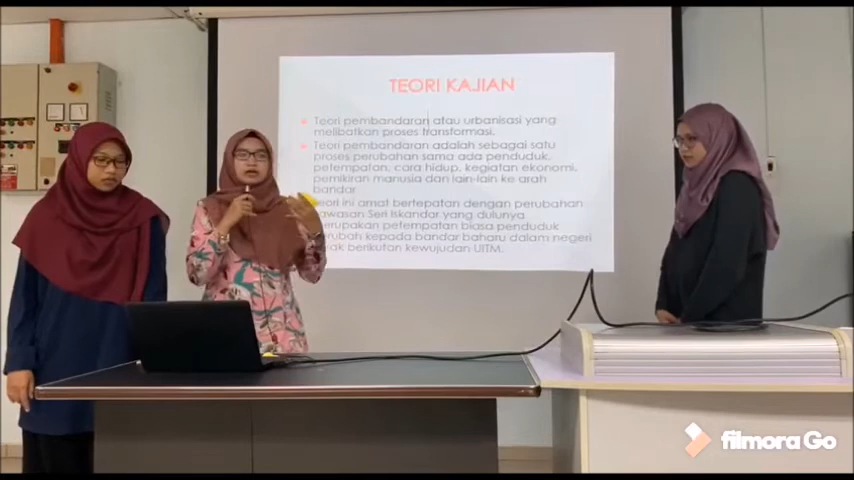 TEORI KAJIAN
Teori pembandaran atau urbanisasi yang
melibatkan proses transformasi.
Teori pembandaran adalah sebagai satu
proses perubahan sama ada penduduk,
petempatan, cara hidup, kegiatan ekonomi,
pemikiran manusia dan lain-lain ke arah
bandar
Teori ini amat bertepatan dengan perubahan
kawasan Seri Iskandar yang dulunya
merupakan petempatan biasa penduduk
berubah kepada bandar baharu dalam negeri
berikutan kewujudan UITM.
filmora Go